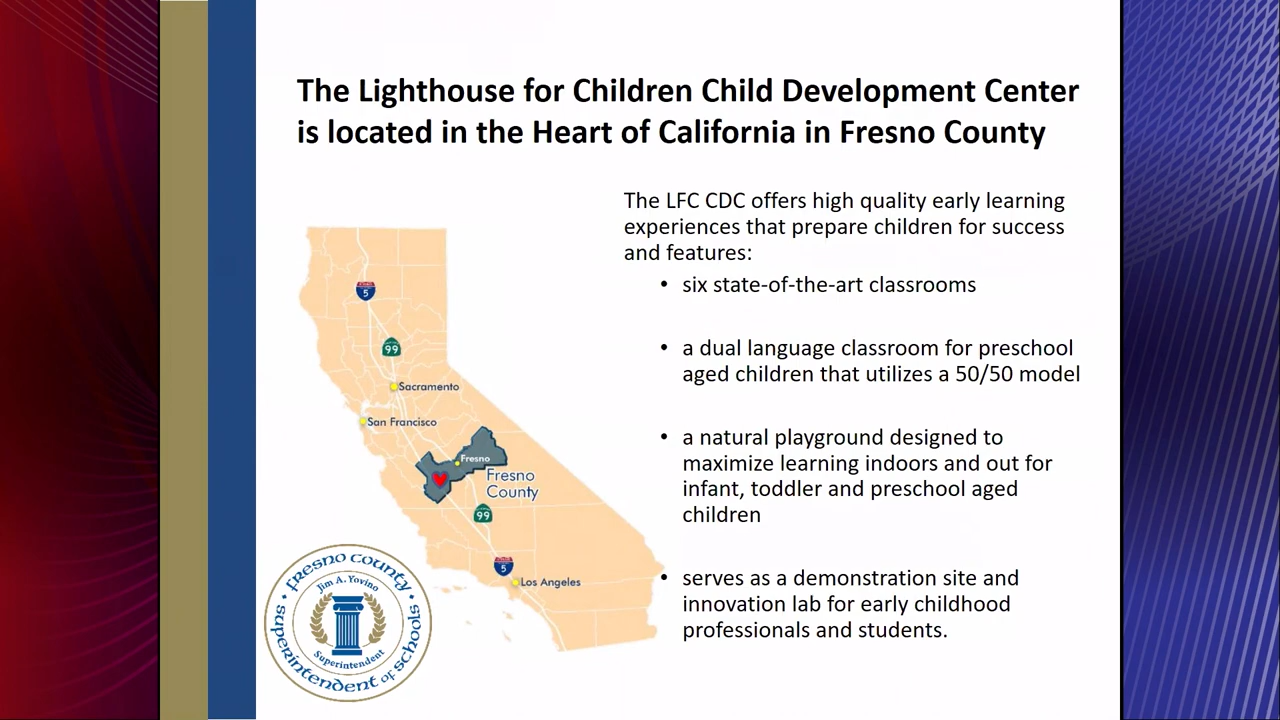 The Lighthouse for Children Child Development Center
is located in the Heart of California in Fresno County
The LFC CDC offers high quality early learning
experiences that prepare children for success
and features:
• six state-of-the-art classrooms
• a dual language classroom for preschool
aged children that utilizes a 50/50 model
• a natural playground designed to
maximize learning indoors and out for
infant, toddler and preschool aged
children
• serves as a demonstration site and
innovation lab for early childhood
professionals and students.
5
99
Sacramento
San Francisco
Fresno
Fresno
County
99
5
Los Angeles
Fresno County
Superintendent of Schools
Jim A. Yovino
Superintendent